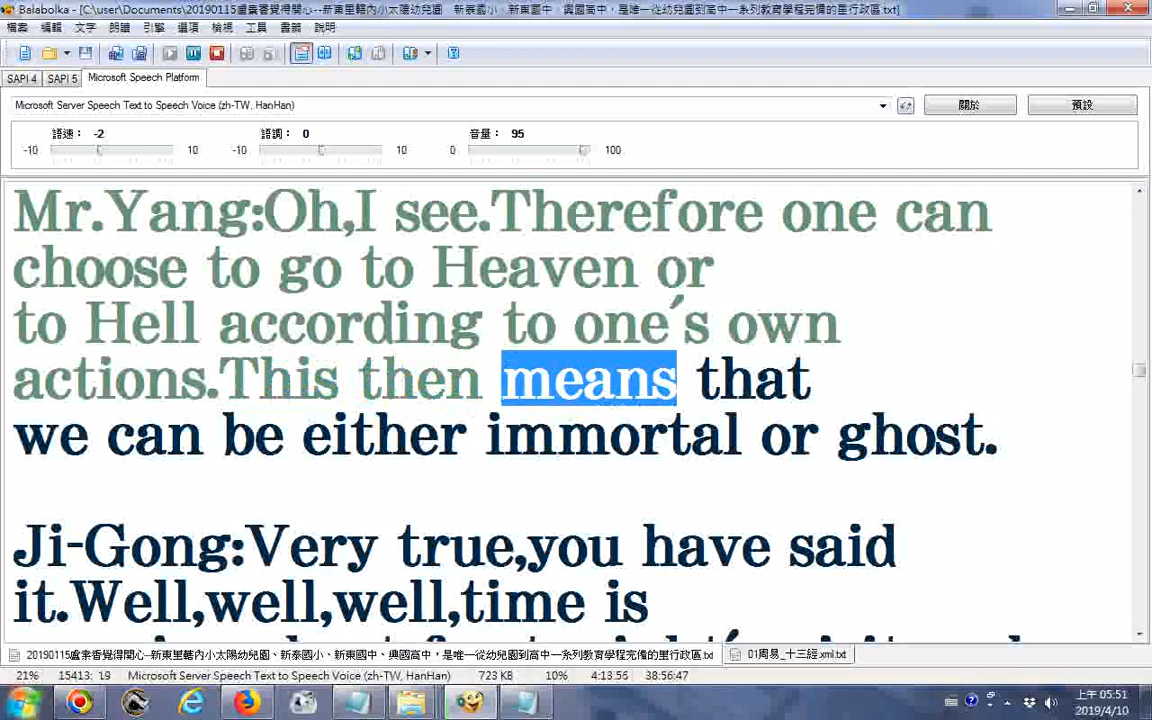 Balabolka - [C:\user\Documents\20190115盧彙香覺得開心--新東里轄內小太陽幼兒園　新泰國小、新東國中、興國高中，是唯一從幼兒園到高中一系列教育學程完備的里行政區.txt]
檔案 編輯 文字 朗讀 引擎 選項 檢視 工具 書籤 說明
SAPI 4 SAPI 5 Microsoft Speech Platform
Microsoft Server Speech Text to Speech Voice (zh-TW, HanHan) 關於 預設
語速： -2 語調： 0 音量： 95
-10 10 -10 10 0 100
Mr.Yang:Oh,I see.Therefore one can
choose to go to Heaven or
to Hell according to one´s own
actions.This then means that
we can be either immortal or ghost.
Ji-Gong:Very true,you have said
it.Well,well,well,time is
20190115盧彙香覺得開心--新東里轄內小太陽幼兒園、新泰國小、新東國中、興國高中，是唯一從幼兒園到高中一系列教育學程完備的里行政區.txt 01周易_十三經.xml.txt
21% 15413: 19 Microsoft Server Speech Text to Speech Voice (zh-TW, HanHan) 723 KB 10% 4:13:56 38:56:47
上午 05:51
2019/4/10